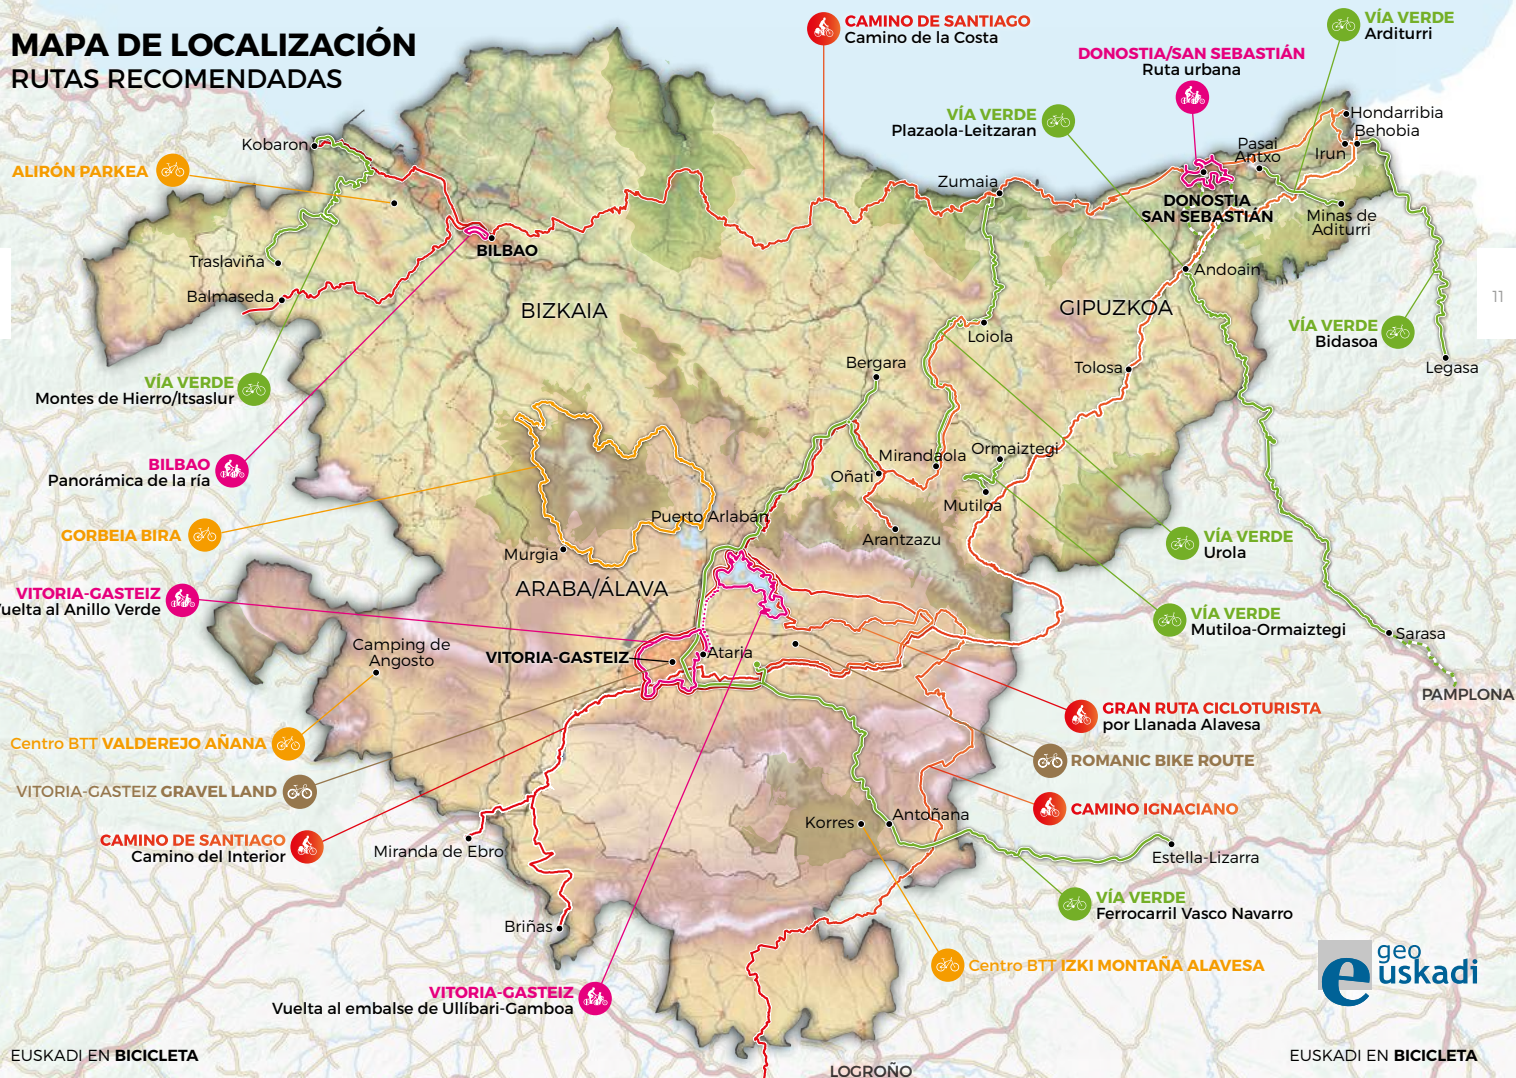 MAPA DE LOCALIZACIÓN
RUTAS RECOMENDADAS
CAMINO DE SANTIAGO
Camino de la Costa
VÍA VERDE
Arditurri
DONOSTIA/SAN SEBASTIÁN
Ruta urbana
VÍA VERDE
Plazaola-Leitzaran
Hondarribia
Behobia
Irun
Pasai
Antxo
Kobaron
ALIRÓN PARKEA
Zumaia
DONOSTIA
SAN SEBASTIÁN
Minas de
Aditurri
BILBAO
Traslaviña
Balmaseda
Andoain
BIZKAIA
GIPUZKOA
11
VÍA VERDE
Bidasoa
Loiola
Legasa
Bergara
Tolosa
VÍA VERDE
Montes de Hierro/Itsaslur
BILBAO
Panorámica de la ría
Mirandaola
Ormaiztegi
Oñati
Mutiloa
Puerto Arlabán
GORBEIA BIRA
Murgia
Arantzazu
VÍA VERDE
Urola
ARABA/ÁLAVA
VITORIA-GASTEIZ
uelta al Anillo Verde
VÍA VERDE
Mutiloa-Ormaiztegi
Sarasa
Camping de
Angosto
VITORIA-GASTEIZ
Ataria
PAMPLONA
GRAN RUTA CICLOTURISTA
por Llanada Alavesa
Centro BTT VALDEREJO AÑANA
ROMANIC BIKE ROUTE
VITORIA-GASTEIZ GRAVEL LAND
CAMINO IGNACIANO
Korres
Antoñana
CAMINO DE SANTIAGO
Camino del Interior
Miranda de Ebro
Estella-Lizarra
VÍA VERDE
Ferrocarril Vasco Navarro
Briñas
Centro BTT IZKI MONTAÑA ALAVESA
geo
euskadi
VITORIA-GASTEIZ
Vuelta al embalse de Ullíbari-Gamboa
EUSKADI EN BICICLETA
EUSKADI EN BICICLETA
LOGROÑO